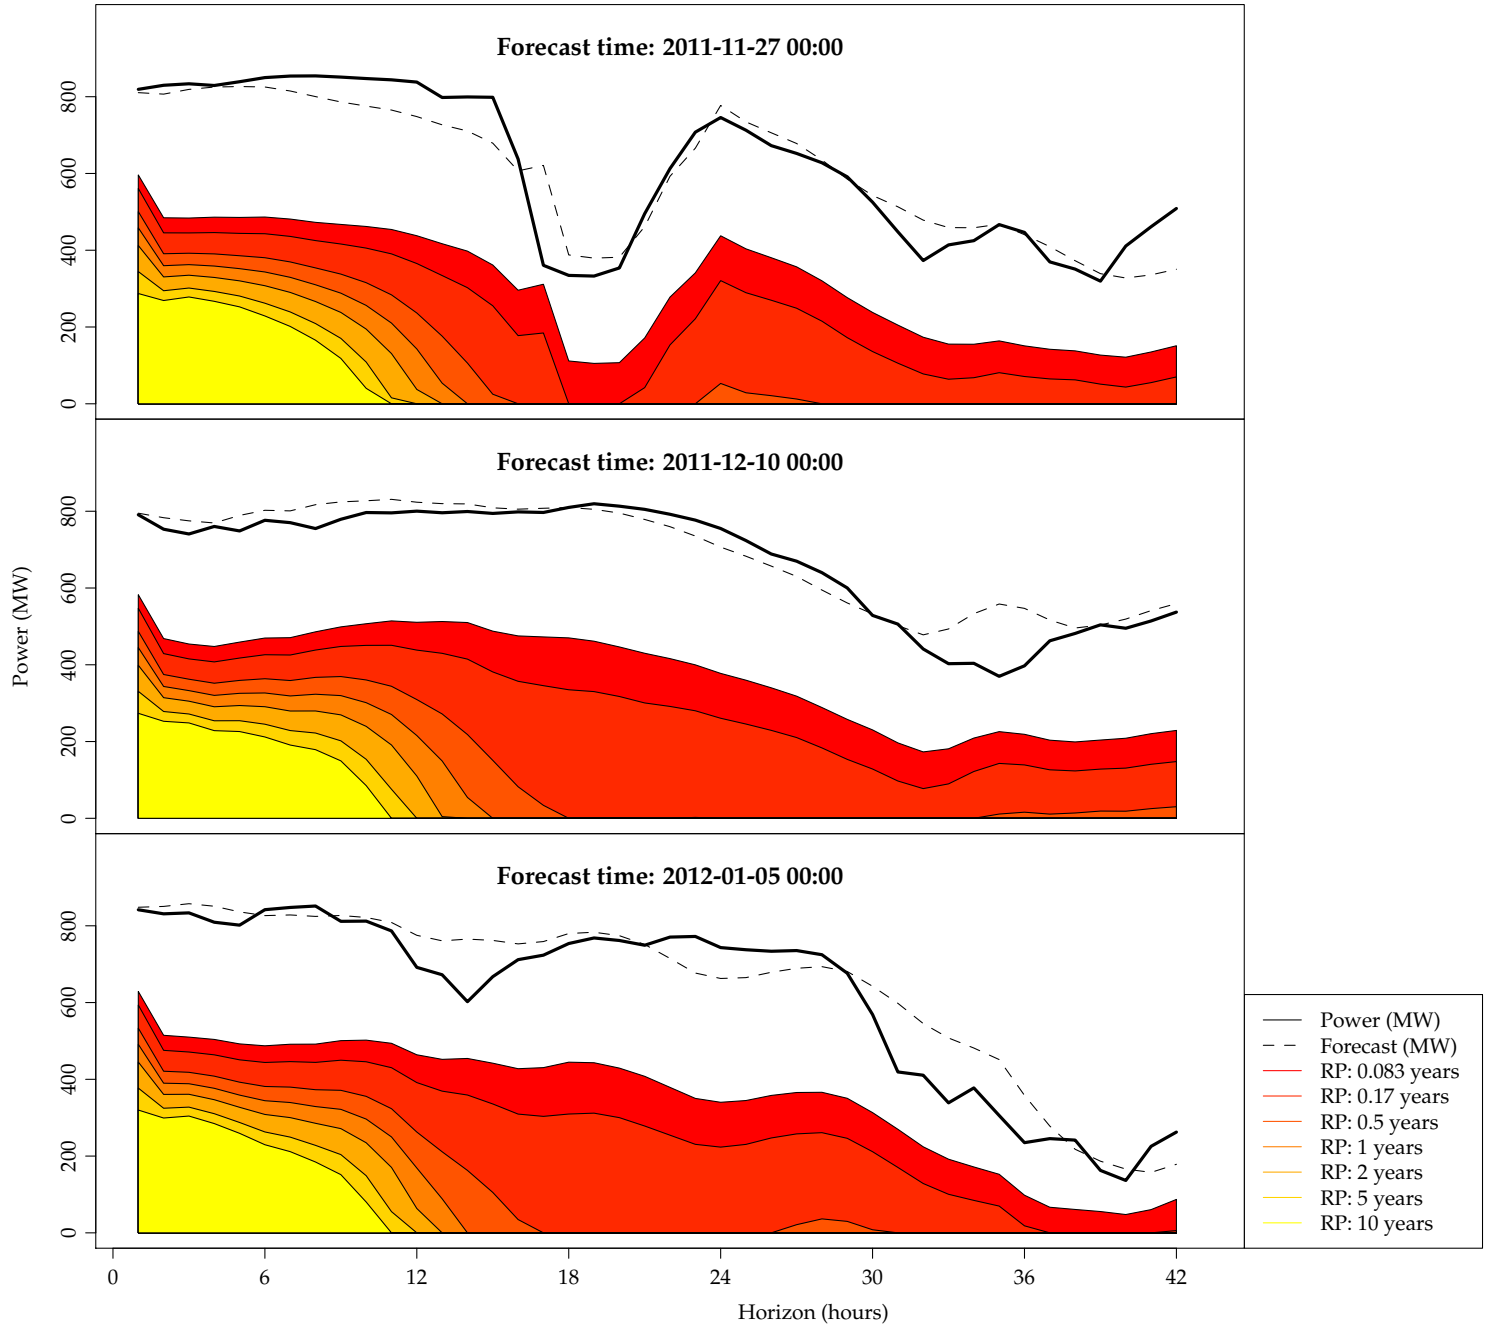 Forecast time: 2011-11-27 00:00
0 200 400 600 800
Forecast time: 2011-12-10 00:00
0 200 400 600 800
Power (MW)
Forecast time: 2012-01-05 00:00
0 200 400 600 800
0 6 12 18 24 30 36 42
Horizon (hours)
Power (MW)
Forecast (MW)
RP: 0.083 years
RP: 0.17 years
RP: 0.5 years
RP: 1 years
RP: 2 years
RP: 5 years
RP: 10 years